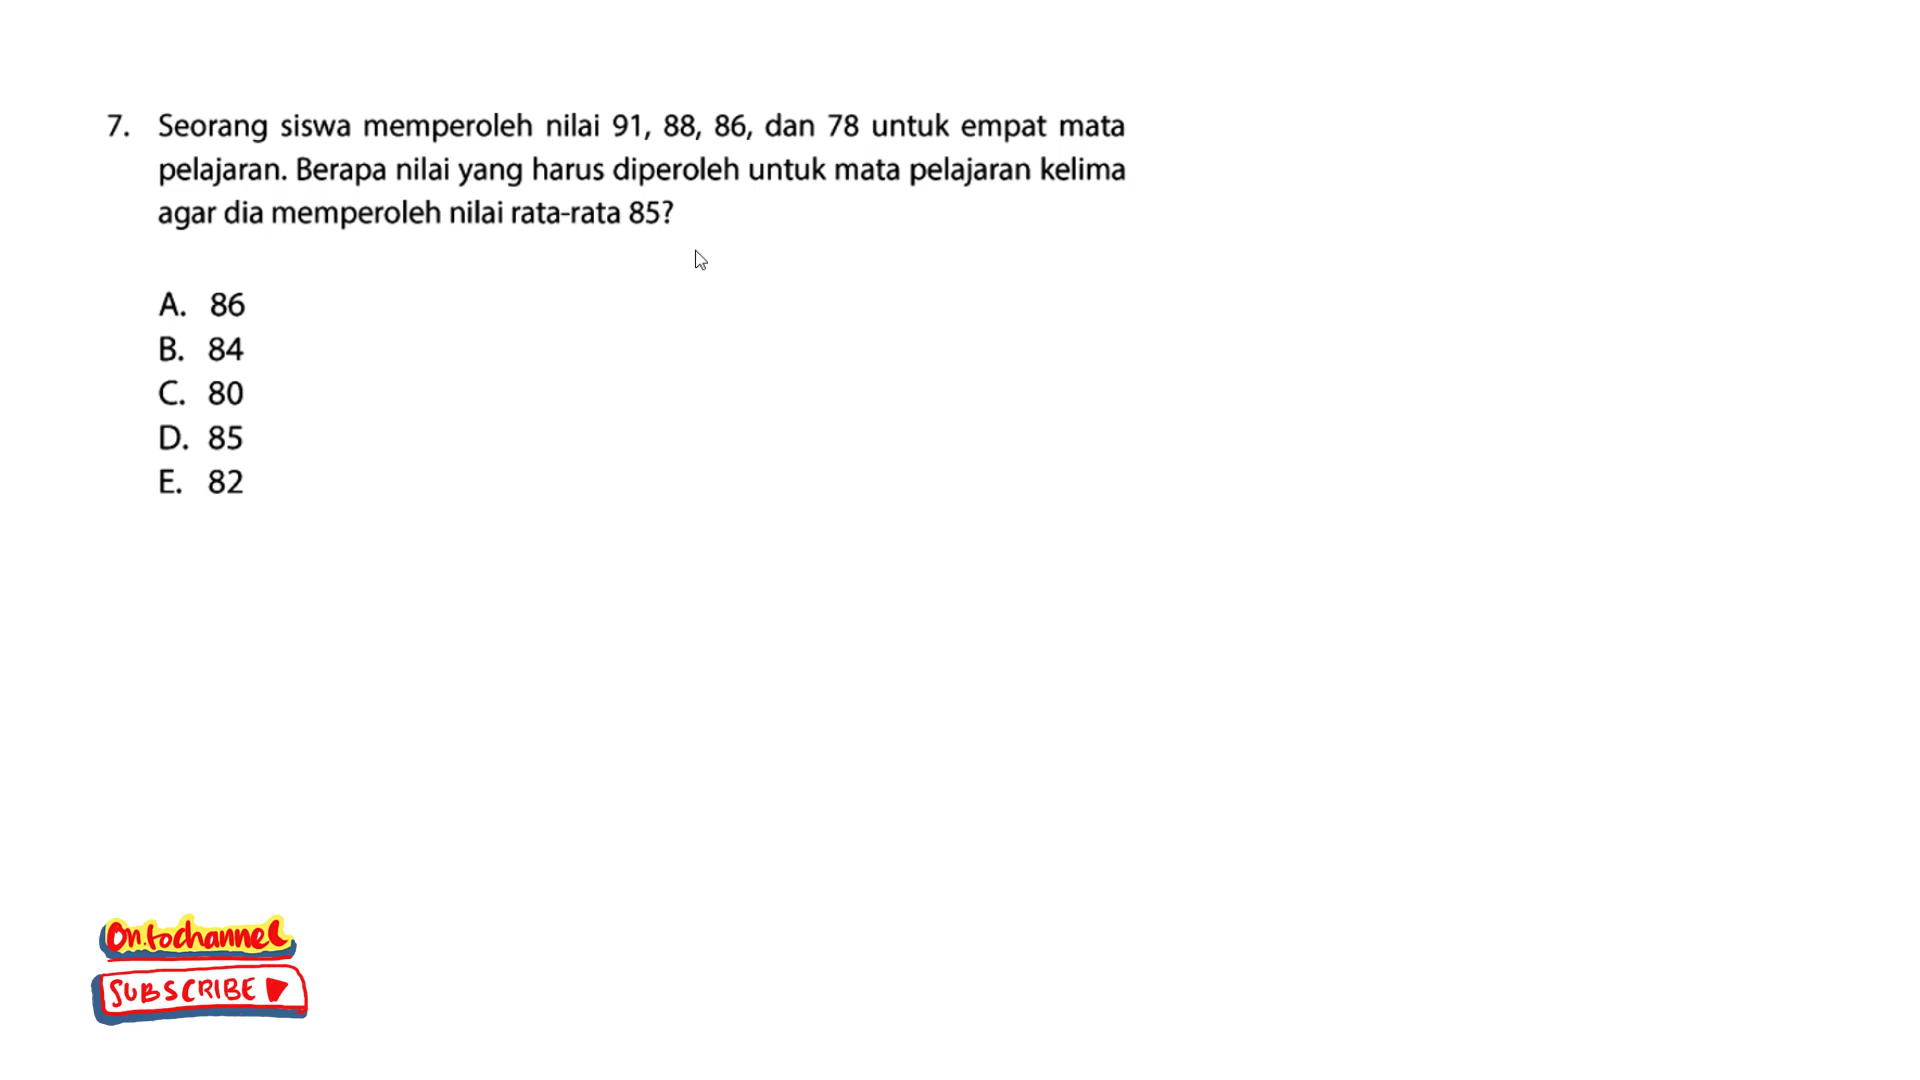 7. Seorang siswa memperoleh nilai 91, 88, 86, dan 78 untuk empat mata
pelajaran. Berapa nilai yang harus diperoleh untuk mata pelajaran kelima
agar dia memperoleh nilai rata-rata 85?
A. 86
B. 84
C. 80
D. 85
E. 82
On.tochannel
SUBSCRIBE